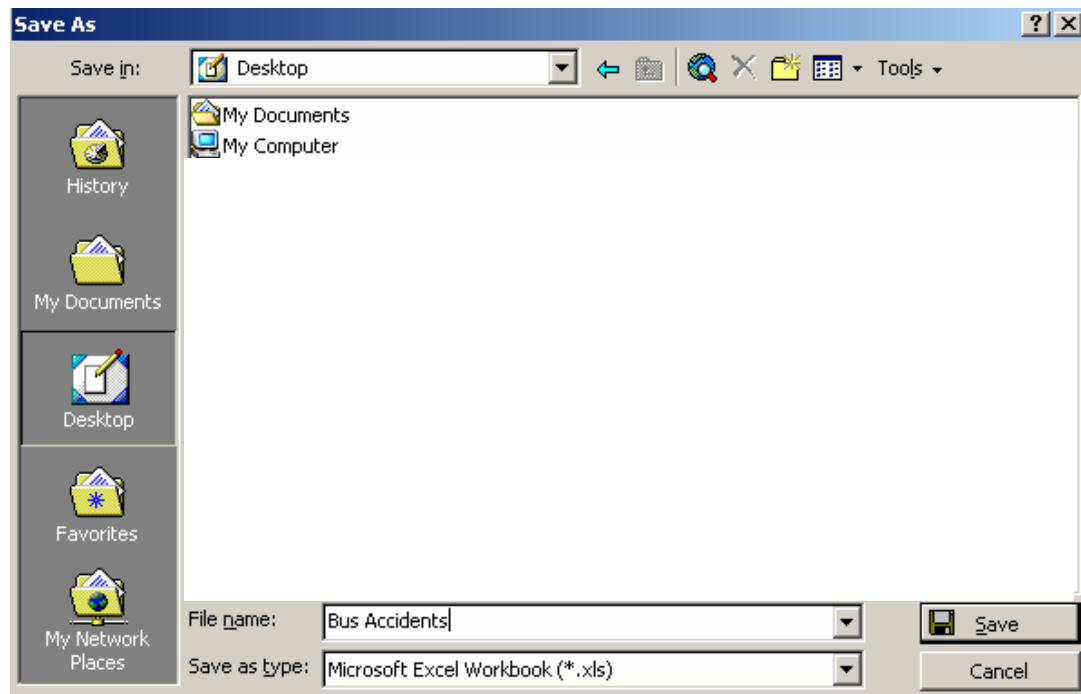 Save As
Save in:
Desktop
Tools
My Documents
My Computer
History
My Documents
Desktop
Favorites
My Network
Places
File name:
Bus Accidents
Save
Save as type:
Microsoft Excel Workbook (*.xls)
Cancel